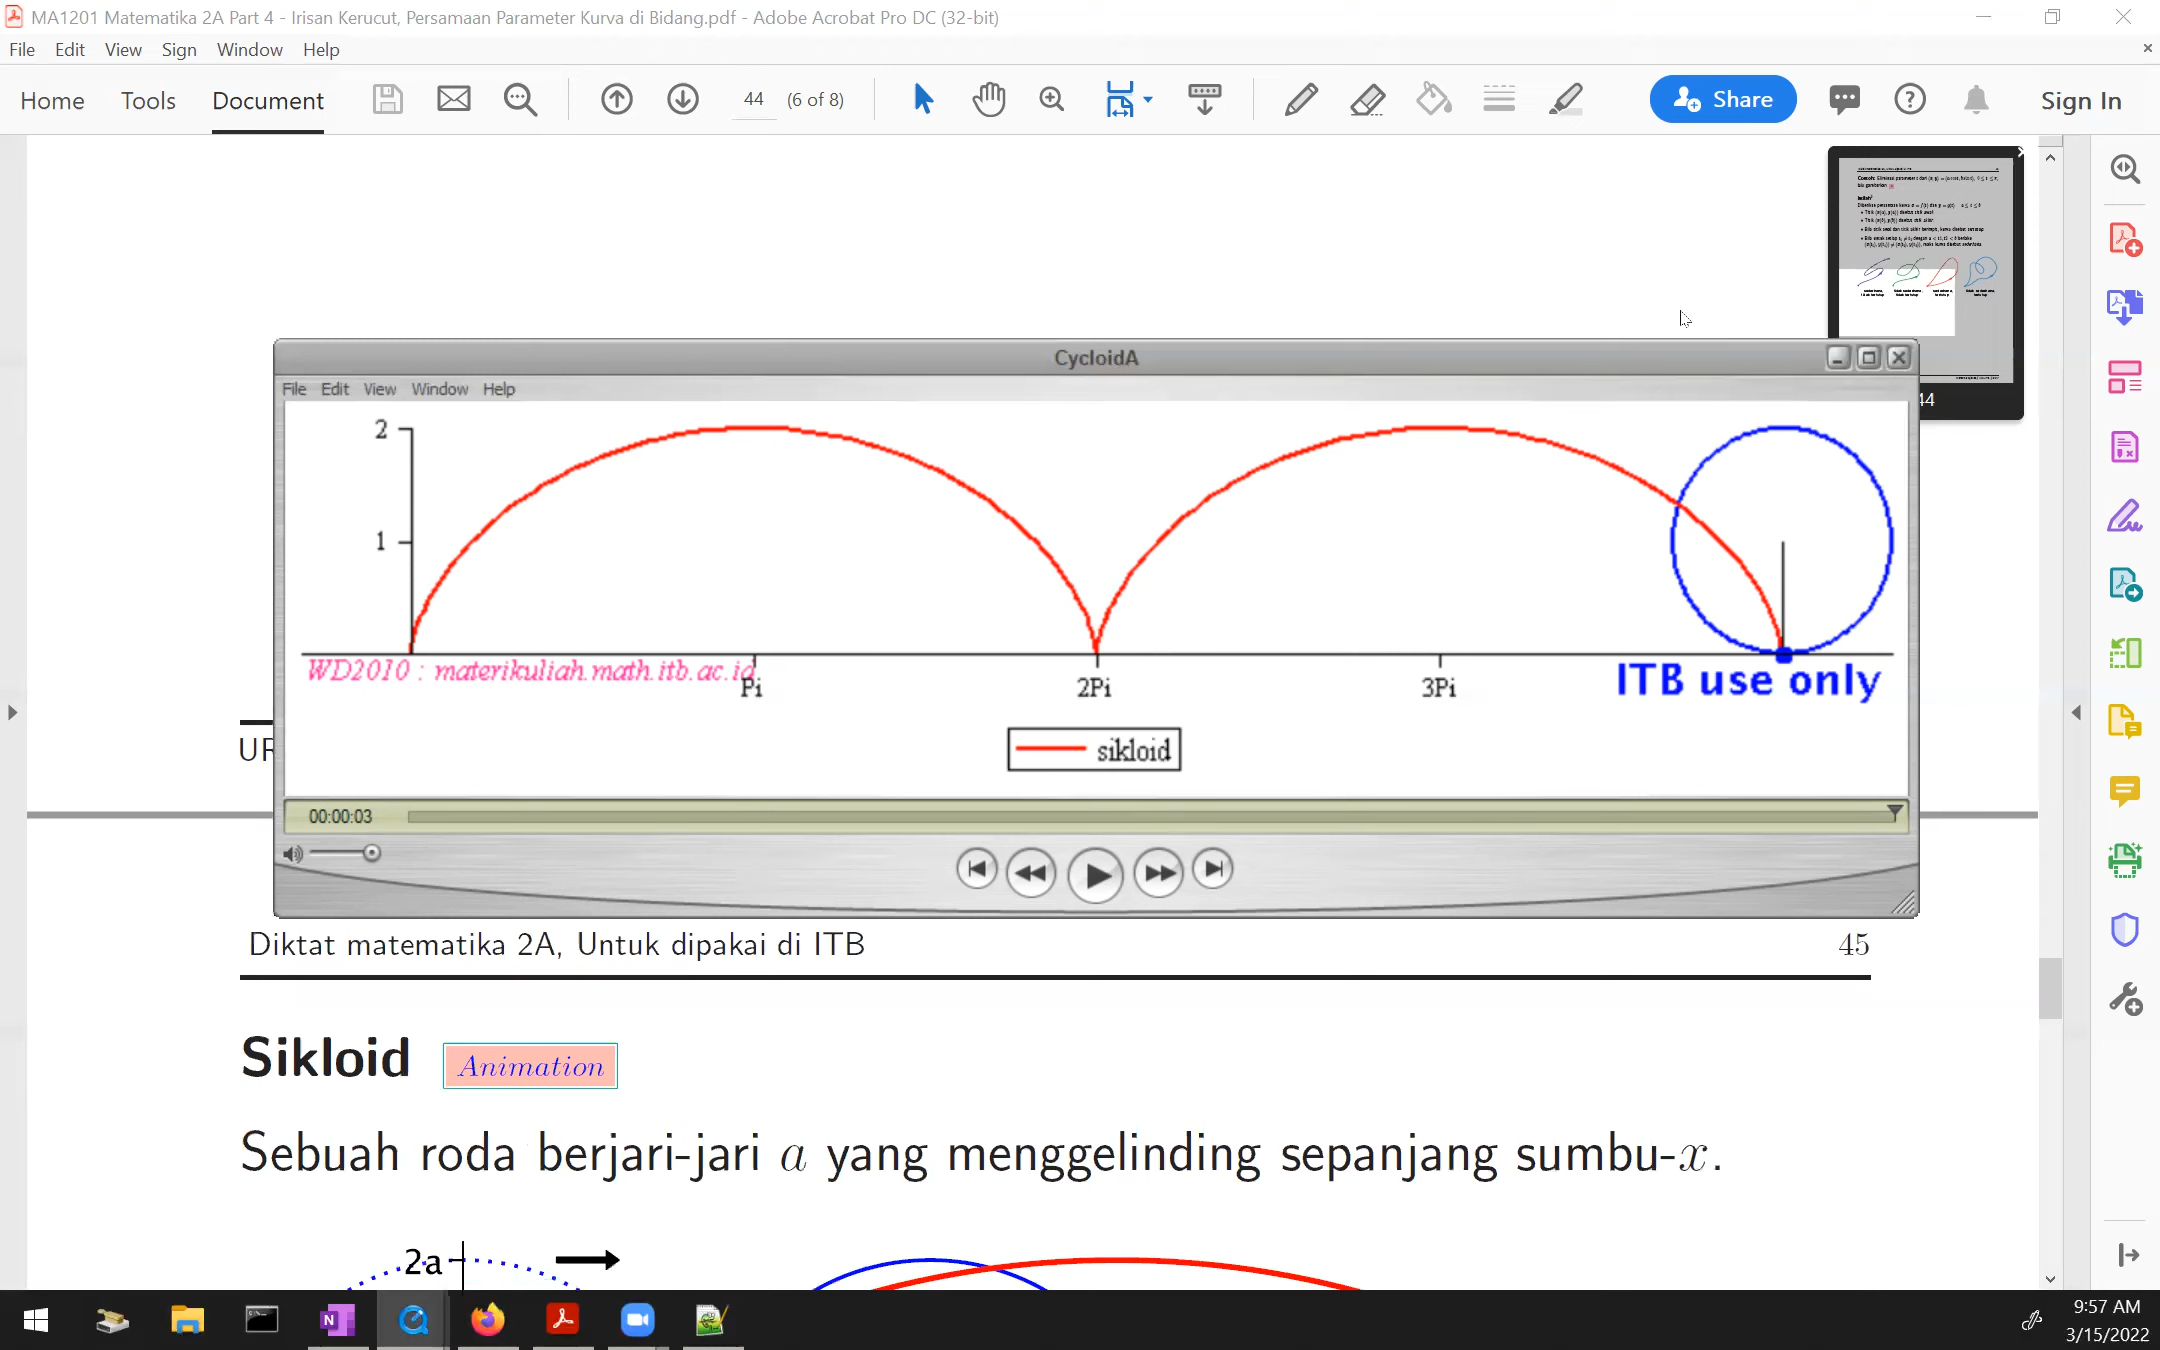 MA1201 Matematika 2A Part 4 - Irisan Kerucut, Persamaan Parameter Kurva di Bidang.pdf - Adobe Acrobat Pro DC (32-bit)
File Edit View Sign Window Help
Home Tools Document 44 (6 of 8) Share Sign In
CycloidA
File Edit View Window Help
44
2
1
WD2010 : materikuliah.math.itb.ac.id
Pi 2Pi 3Pi
ITB use only
sikloid
00:00:03
Diktat matematika 2A, Untuk dipakai di ITB 45
Sikloid Animation
Sebuah roda berjari-jari a yang menggelinding sepanjang sumbu-x.
2a
9:57 AM
3/15/2022